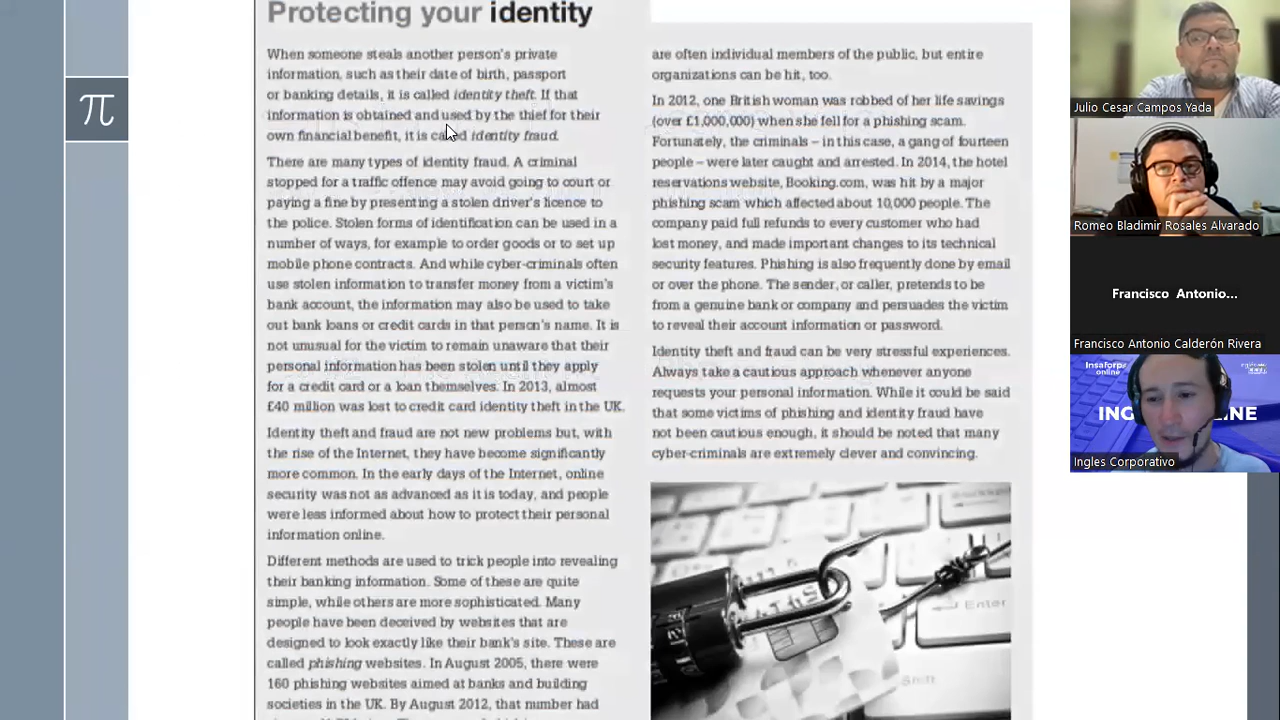 Protecting your identity
When someone steals another person's private
information, such as their date of birth, passport
or banking details, it is called identity theft. If that
information is obtained and used by the thief for their
own financial benefit, it is called identity fraud.
There are many types of identity fraud. A criminal
stopped for a traffic offence may avoid going to court or
paying a fine by presenting a stolen driver's licence to
the police. Stolen forms of identification can be used in a
number of ways, for example to order goods or to set up
mobile phone contracts. And while cyber-criminals often
use stolen information to transfer money from a victim's
bank account, the information may also be used to take
out bank loans or credit cards in that person's name. It is
not unusual for the victim to remain unaware that their
personal information has been stolen until they apply
for a credit card or a loan themselves. In 2013, almost
£40 million was lost to credit card identity theft in the UK.
Identity theft and fraud are not new problems but, with
the rise of the Internet, they have become significantly
more common. In the early days of the Internet, online
security was not as advanced as it is today, and people
were less informed about how to protect their personal
information online.
Different methods are used to trick people into revealing
their banking information. Some of these are quite
simple, while others are more sophisticated. Many
people have been deceived by websites that are
designed to look exactly like their bank's site. These are
called phishing websites. In August 2005, there were
160 phishing websites aimed at banks and building
societies in the UK. By August 2012, that number had
are often individual members of the public, but entire
organizations can be hit, too.
In 2012, one British woman was robbed of her life savings
(over £1,000,000) when she fell for a phishing scam.
Fortunately, the criminals – in this case, a gang of fourteen
people – were later caught and arrested. In 2014, the hotel
reservations website, Booking.com, was hit by a major
phishing scam which affected about 10,000 people. The
company paid full refunds to every customer who had
lost money, and made important changes to its technical
security features. Phishing is also frequently done by email
or over the phone. The sender, or caller, pretends to be
from a genuine bank or company and persuades the victim
to reveal their account information or password.
Identity theft and fraud can be very stressful experiences.
Always take a cautious approach whenever anyone
requests your personal information. While it could be said
that some victims of phishing and identity fraud have
not been cautious enough, it should be noted that many
cyber-criminals are extremely clever and convincing.
Enter
Shift
π
Julio Cesar Campos Yada
Romeo Bladimir Rosales Alvarado
Francisco Antonio...
Francisco Antonio Calderón Rivera
Insaforp
online
ING LINE
Ingles Corporativo